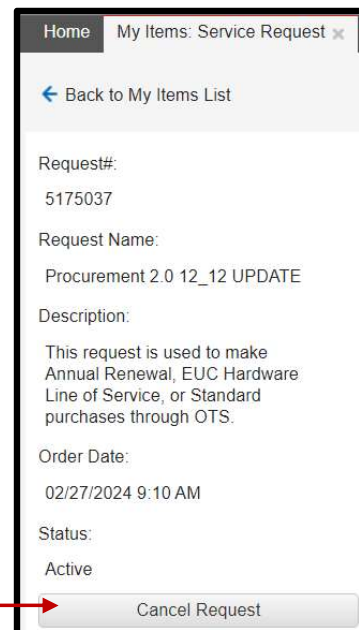 Home My Items: Service Request ×
← Back to My Items List
Request#:
5175037
Request Name:
Procurement 2.0 12_12 UPDATE
Description:
This request is used to make
Annual Renewal, EUC Hardware
Line of Service, or Standard
purchases through OTS.
Order Date:
02/27/2024 9:10 AM
Status:
Active
Cancel Request